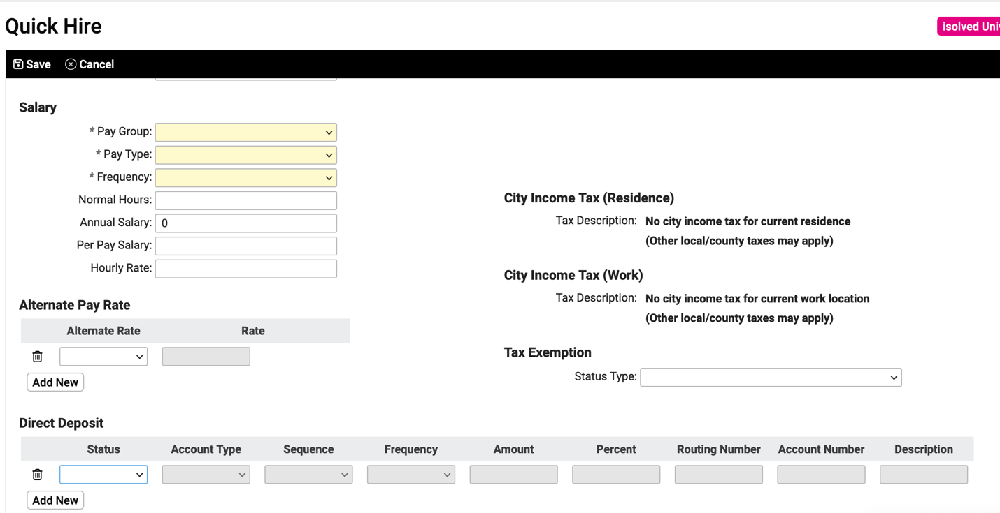 Quick Hire
isolved Univ
Save Cancel
Salary
* Pay Group:
* Pay Type:
* Frequency:
Normal Hours:
Annual Salary: 0
Per Pay Salary:
Hourly Rate:
City Income Tax (Residence)
Tax Description: No city income tax for current residence
(Other local/county taxes may apply)
City Income Tax (Work)
Tax Description: No city income tax for current work location
(Other local/county taxes may apply)
Tax Exemption
Status Type:
Alternate Pay Rate
Alternate Rate Rate
Add New
Direct Deposit
Status Account Type Sequence Frequency Amount Percent Routing Number Account Number Description
Add New